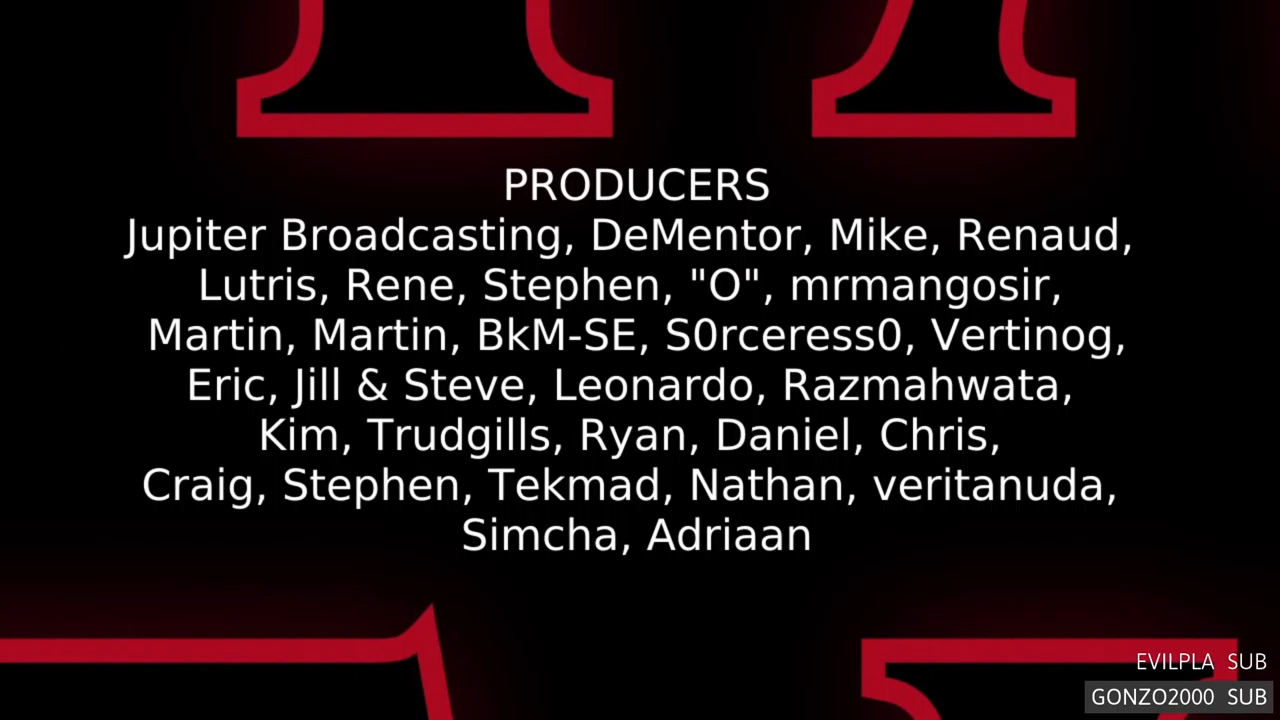 PRODUCERS
Jupiter Broadcasting, DeMentor, Mike, Renaud,
Lutris, Rene, Stephen, "O", mrmangosir,
Martin, Martin, BkM-SE, S0rceress0, Vertinog,
Eric, Jill & Steve, Leonardo, Razmahwata,
Kim, Trudgills, Ryan, Daniel, Chris,
Craig, Stephen, Tekmad, Nathan, veritanuda,
Simcha, Adriaan
EVILPLA SUB
GONZO2000 SUB